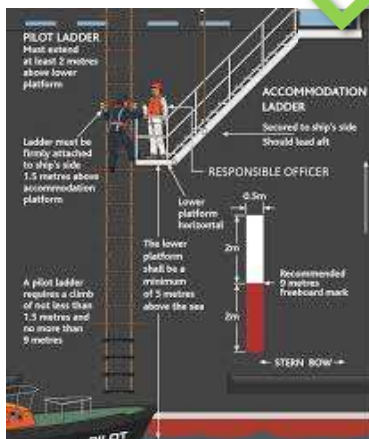 PILOT LADDER
Must extend
at least 2 metres
above lower
platform
ACCOMMODATION
LADDER
Secured to ship's side
Should lead aft
Ladder must be
firmly attached
to ship's side
1.5 metres above
accommodation
platform
RESPONSIBLE OFFICER
Lower
platform
horizontal
0.5m
2m
The lower
platform
shall be a
minimum
of 5 metres
above the sea
Recommended
9 metres
freeboard mark
A pilot ladder
requires a climb
of not less than
1.5 metres and
no more than
9 metres
2m
STERN BOW
PILOT